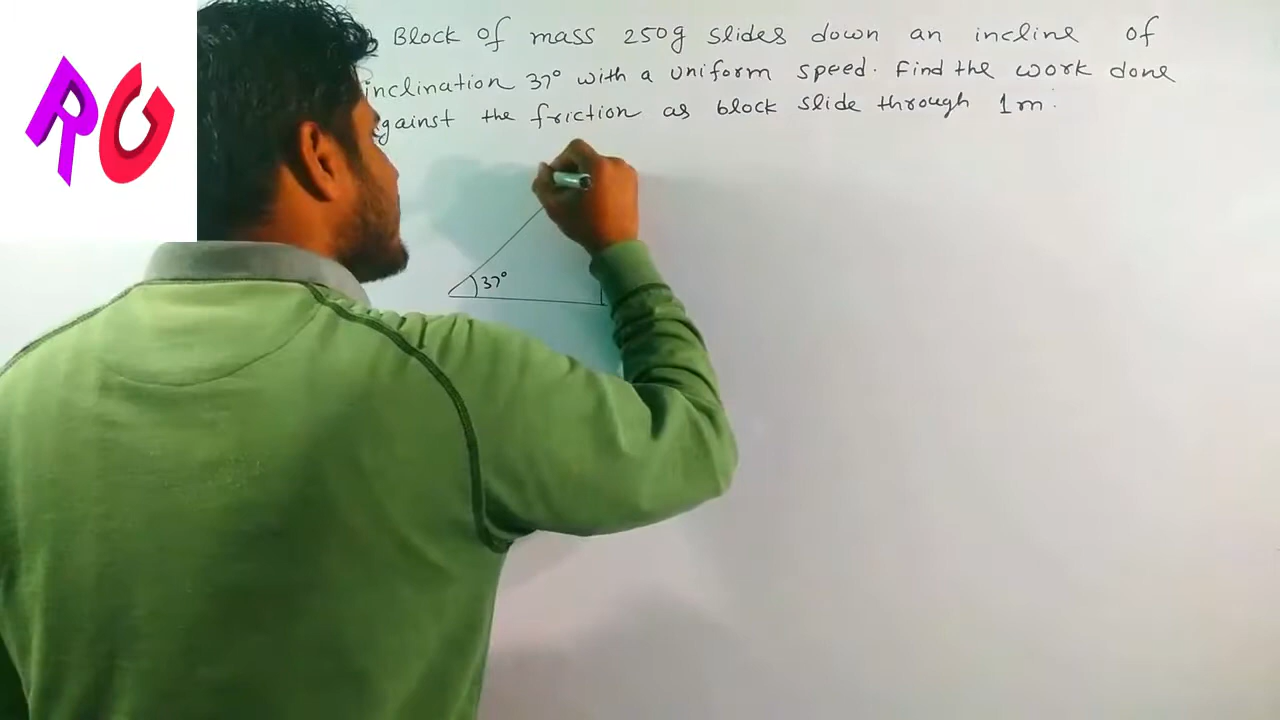 RG
Block of mass 250g slides down an incline of
inclination 37° with a uniform speed. Find the work done
against the friction as block slide through 1m.
37°